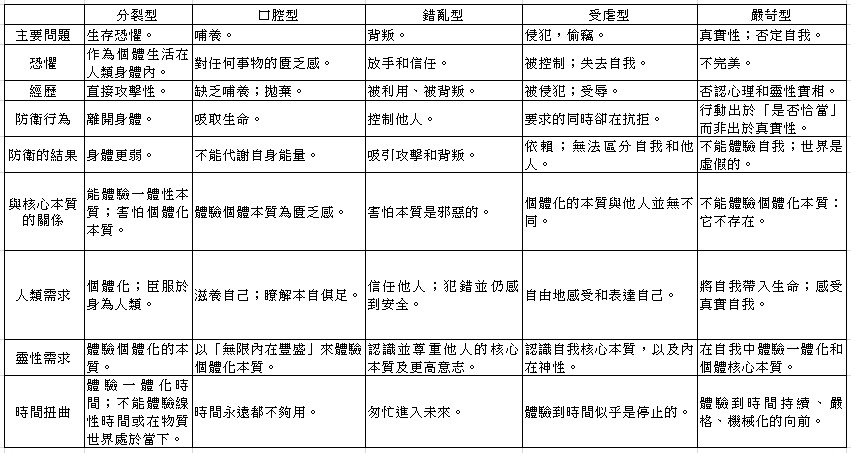 分裂型 口腔型 錯亂型 受虐型 嚴苛型
主要問題 生存恐懼。 哺養。 背叛。 侵犯，偷竊。 真實性；否定自我。
恐懼 作為個體生活在人類身體內。 對任何事物的匱乏感。 放手和信任。 被控制；失去自我。 不完美。
經歷 直接攻擊性。 缺乏哺養；拋棄。 被利用、被背叛。 被侵犯；受辱。 否認心理和靈性實相。
防衛行為 離開身體。 吸取生命。 控制他人。 要求的同時卻在抗拒。 行動出於「是否恰當」而非出於真實性。
防衛的結果 身體更弱。 不能代謝自身能量。 吸引攻擊和背叛。 依賴；無法區分自我和他人。 不能體驗自我；世界是虛假的。
與核心本質的關係 能體驗一體性本質；害怕個體化本質。 體驗個體本質為匱乏感。 害怕本質是邪惡的。 個體化的本質與他人並無不同。 不能體驗個體化本質：它不存在。
人類需求 個體化；臣服於身為人類。 滋養自己；瞭解本自俱足。 信任他人；犯錯並仍感到安全。 自由地感受和表達自己。 將自我帶入生命；感受真實自我。
靈性需求 體驗個體化的本質。 以「無限內在豐盛」來體驗個體化本質。 認識並尊重他人的核心本質及更高意志。 認識自我核心本質，以及內在神性。 在自我中體驗一體化和個體核心本質。
時間扭曲 體驗一體化時間；不能體驗線性時間或在物質世界處於當下。 時間永遠都不夠用。 匆忙進入未來。 體驗到時間似乎是停止的。 體驗到時間持續、嚴格、機械化的向前。